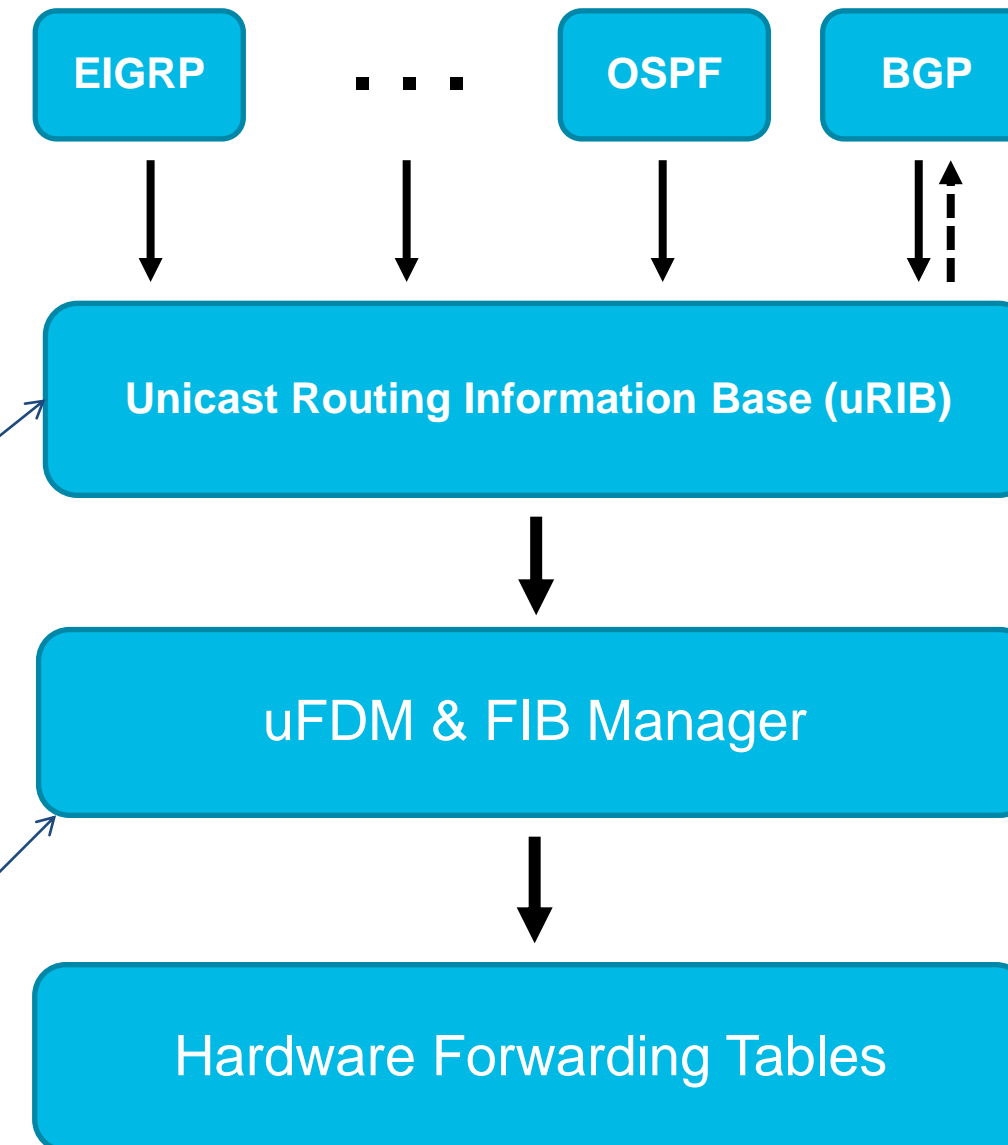 EIGRP ... OSPF BGP
Unicast Routing Information Base (uRIB)
uFDM & FIB Manager
Hardware Forwarding Tables